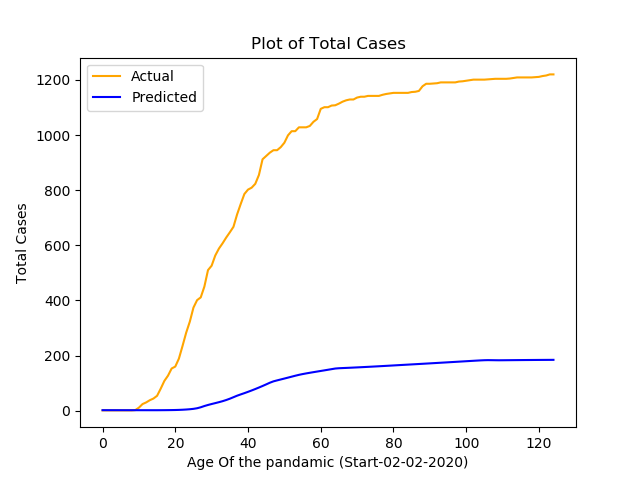 Plot of Total Cases
Actual
Predicted
1200
1000
800
600
400
200
0
Total Cases
0 20 40 60 80 100 120
Age Of the pandamic (Start-02-02-2020)